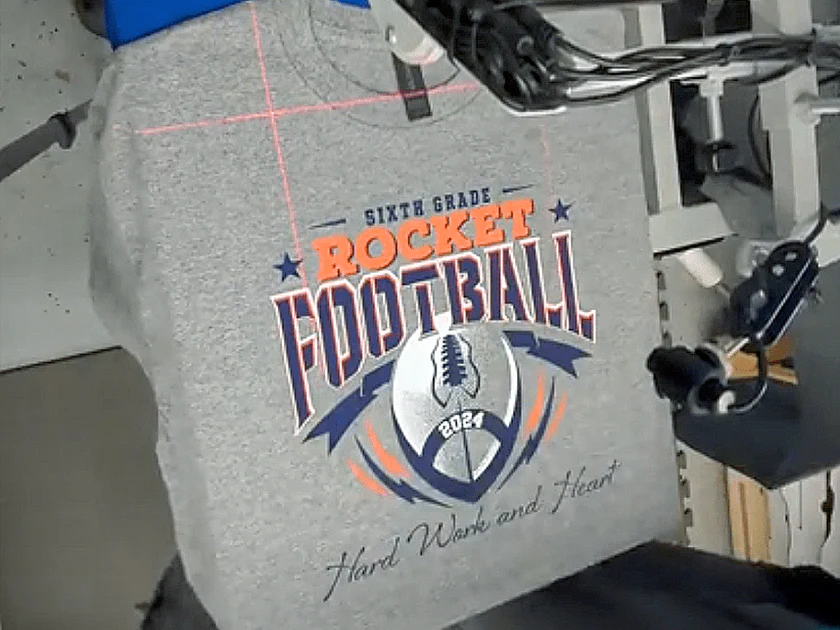 SIXTH GRADE
ROCKET
FOOTBALL
2024
Hard Work and Heart